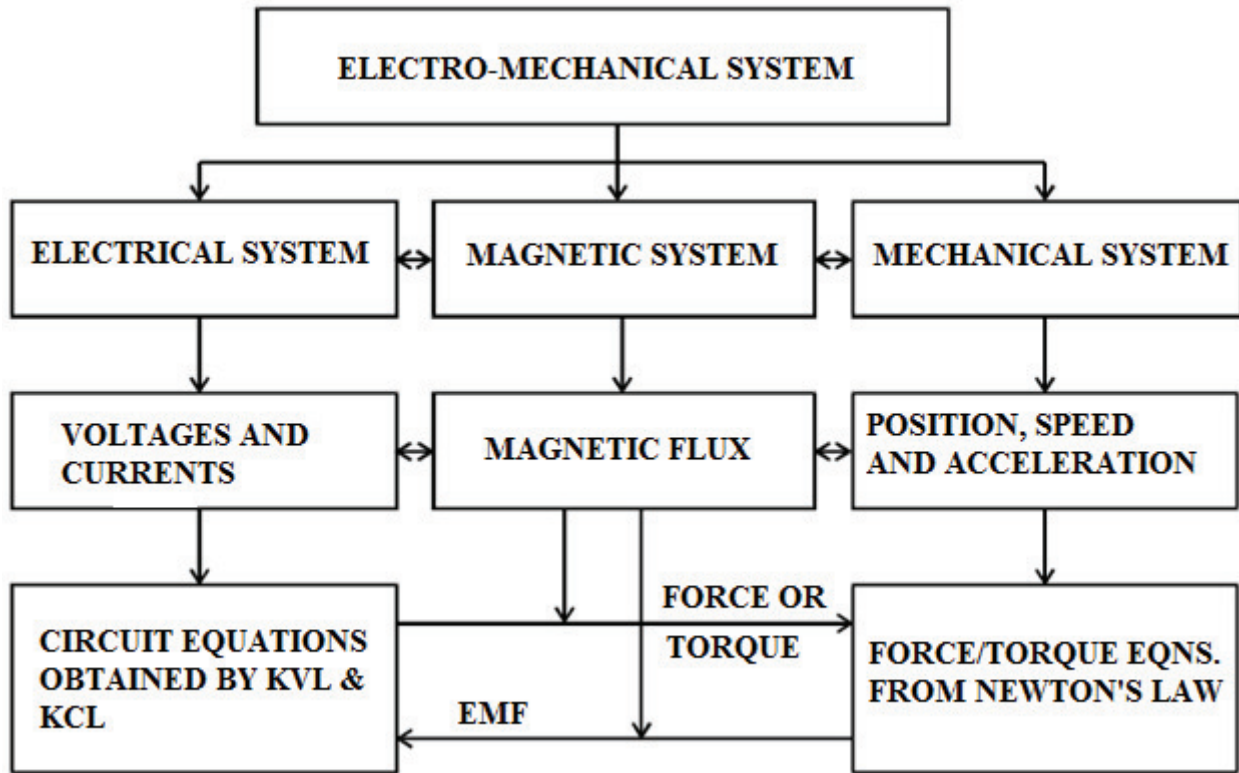 ELECTRO-MECHANICAL SYSTEM
ELECTRICAL SYSTEM
MAGNETIC SYSTEM
MECHANICAL SYSTEM
VOLTAGES AND
CURRENTS
MAGNETIC FLUX
POSITION, SPEED
AND ACCELERATION
CIRCUIT EQUATIONS
OBTAINED BY KVL &
KCL
FORCE OR
TORQUE
EMF
FORCE/TORQUE EQNS.
FROM NEWTON'S LAW